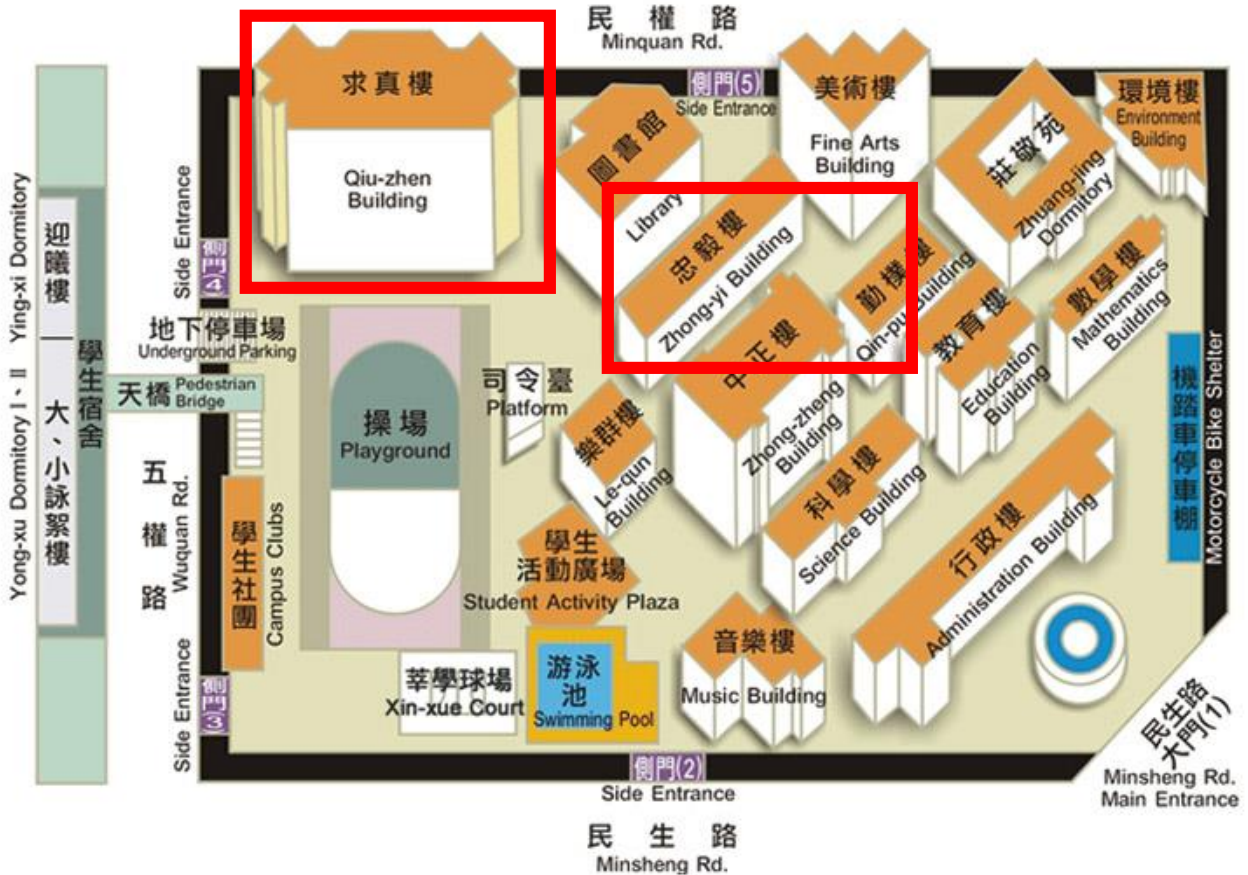 民權路
Minquan Rd.
求真樓
Qiu-zhen
Building
圖書館
Library
側門(5)
Side Entrance
美術樓
Fine Arts
Building
莊敬苑
Zhuang-jing
Dormitory
環境樓
Environment
Building
忠毅樓
Zhong-yi Building
勤樸樓
Qin-pu Building
中正樓
Zhong-zheng
Building
教育樓
Education
Building
數學樓
Mathematics
Building
機踏車停車棚
Motorcycle Bike Shelter
迎曦樓
Ying-xi Dormitory
大、小詠絮樓
Yong-xu Dormitory I、II
學生宿舍
側門(4)
Side Entrance
地下停車場
Underground Parking
天橋
Pedestrian
Bridge
五權路
Wuquan Rd.
學生社團
Campus Clubs
操場
Playground
司令臺
Platform
樂群樓
Le-qun
Building
科學樓
Science Building
行政樓
Administration Building
學生
活動廣場
Student Activity Plaza
音樂樓
Music Building
莘學球場
Xin-xue Court
游泳
池
Swimming Pool
側門(3)
Side Entrance
側門(2)
Side Entrance
民生路
大門(1)
Minsheng Rd.
Main Entrance
民生路
Minsheng Rd.